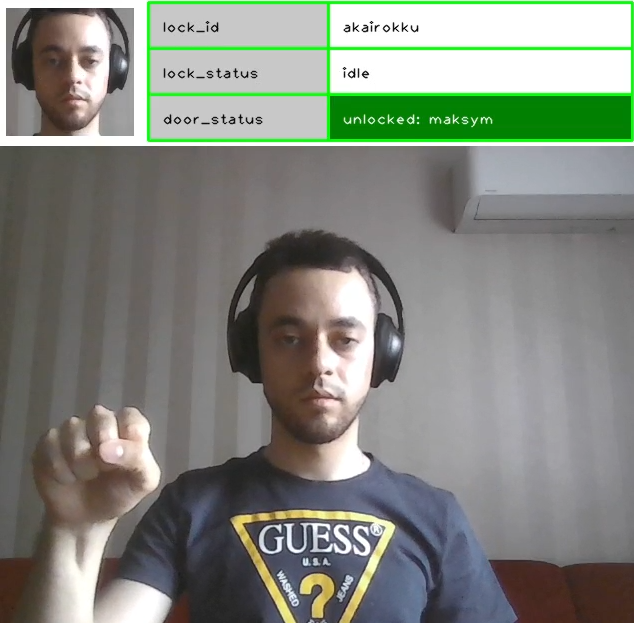 lock_id akairokku
lock_status idle
door_status unlocked: maksym
GUESS®
U.S.A.
WASHED ? JEANS